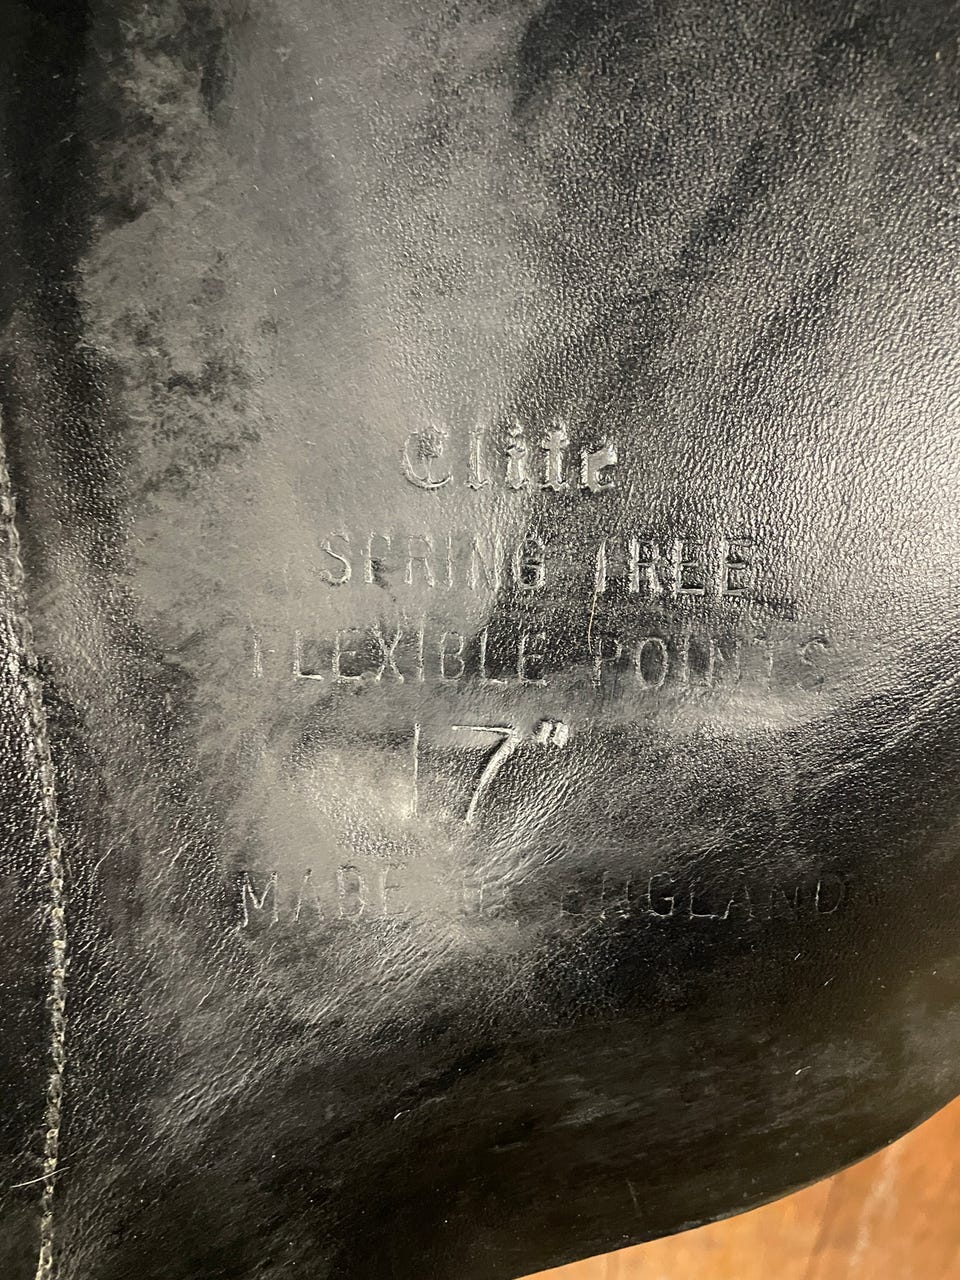 Elite
SPRING TREE
FLEXIBLE POINTS
17"
MADE IN ENGLAND